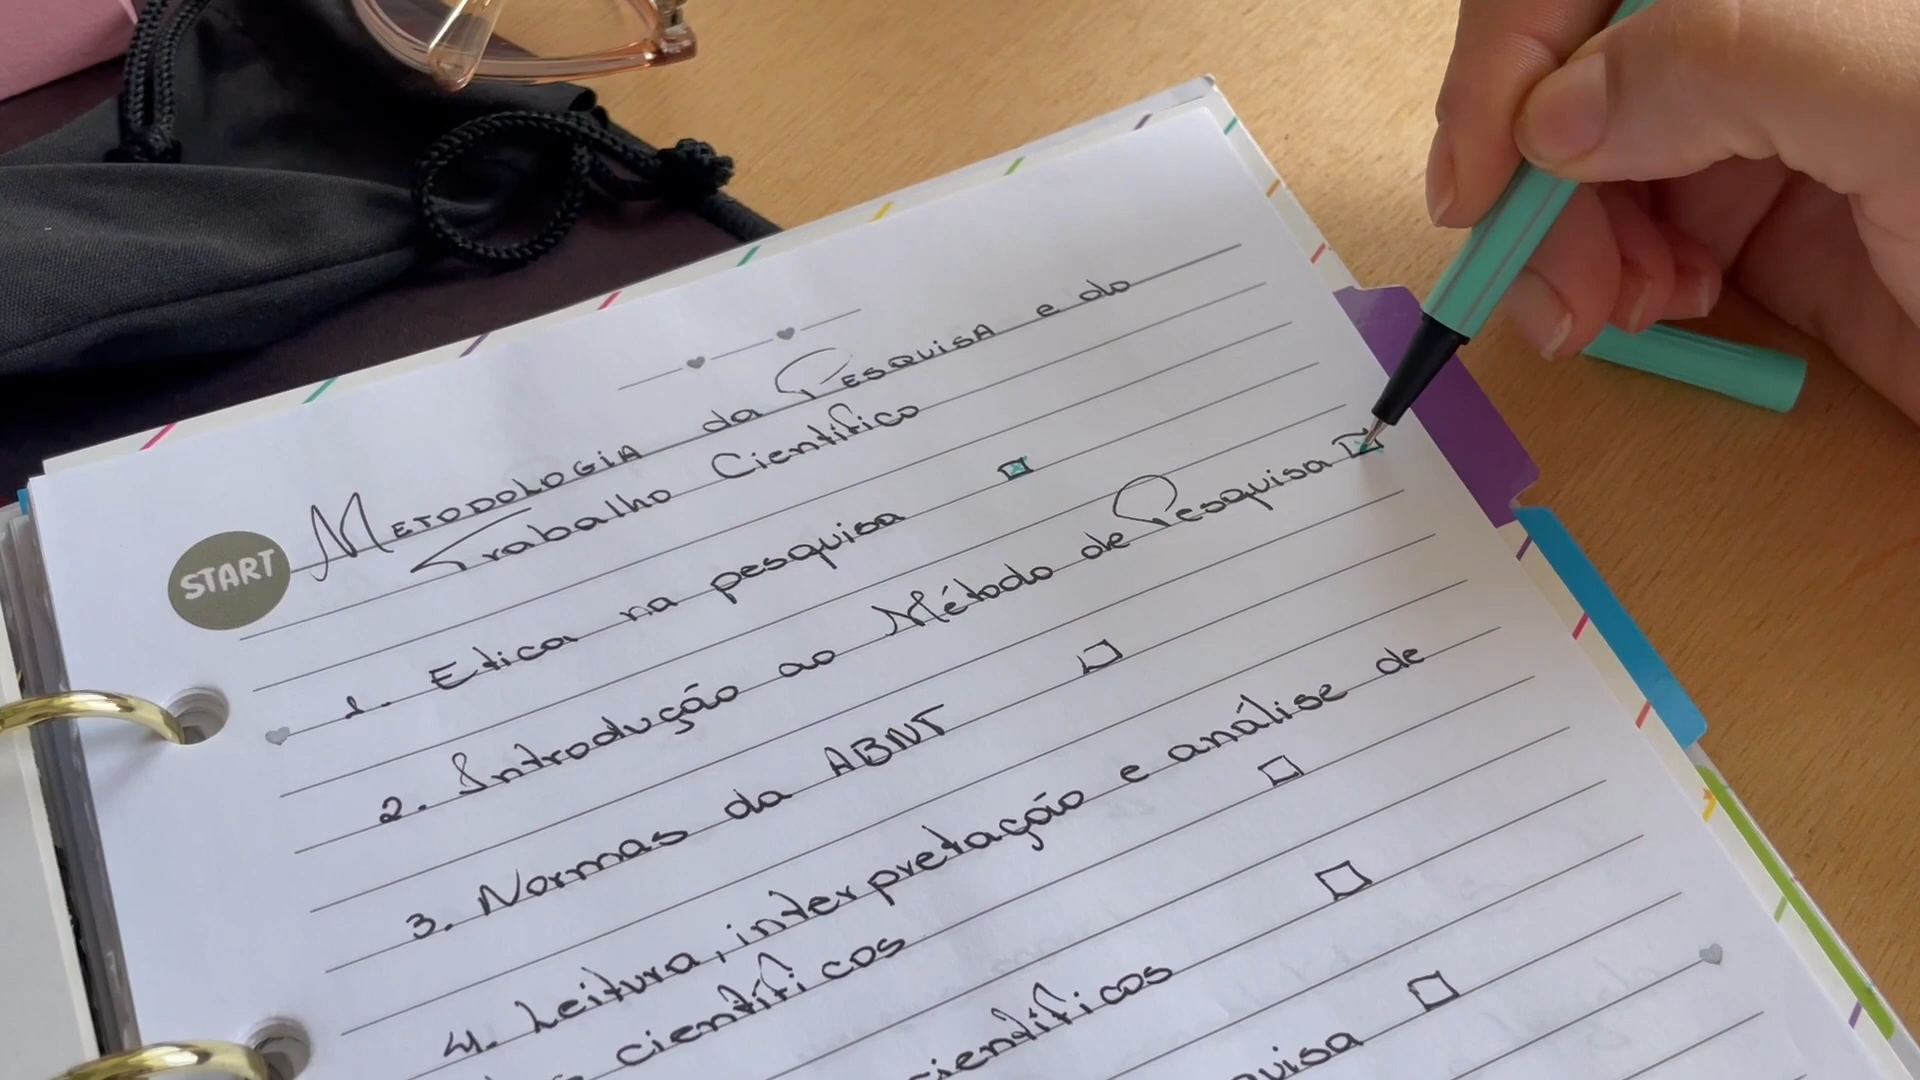 START
METODOLOGIA da PESQUISA e do
Trabalho Científico
1. Etica na pesquisa
2. Introdução ao Método de Pesquisa
3. Normas da ABNT
4. Leitura, interpretação e análise de
científicos
científicos